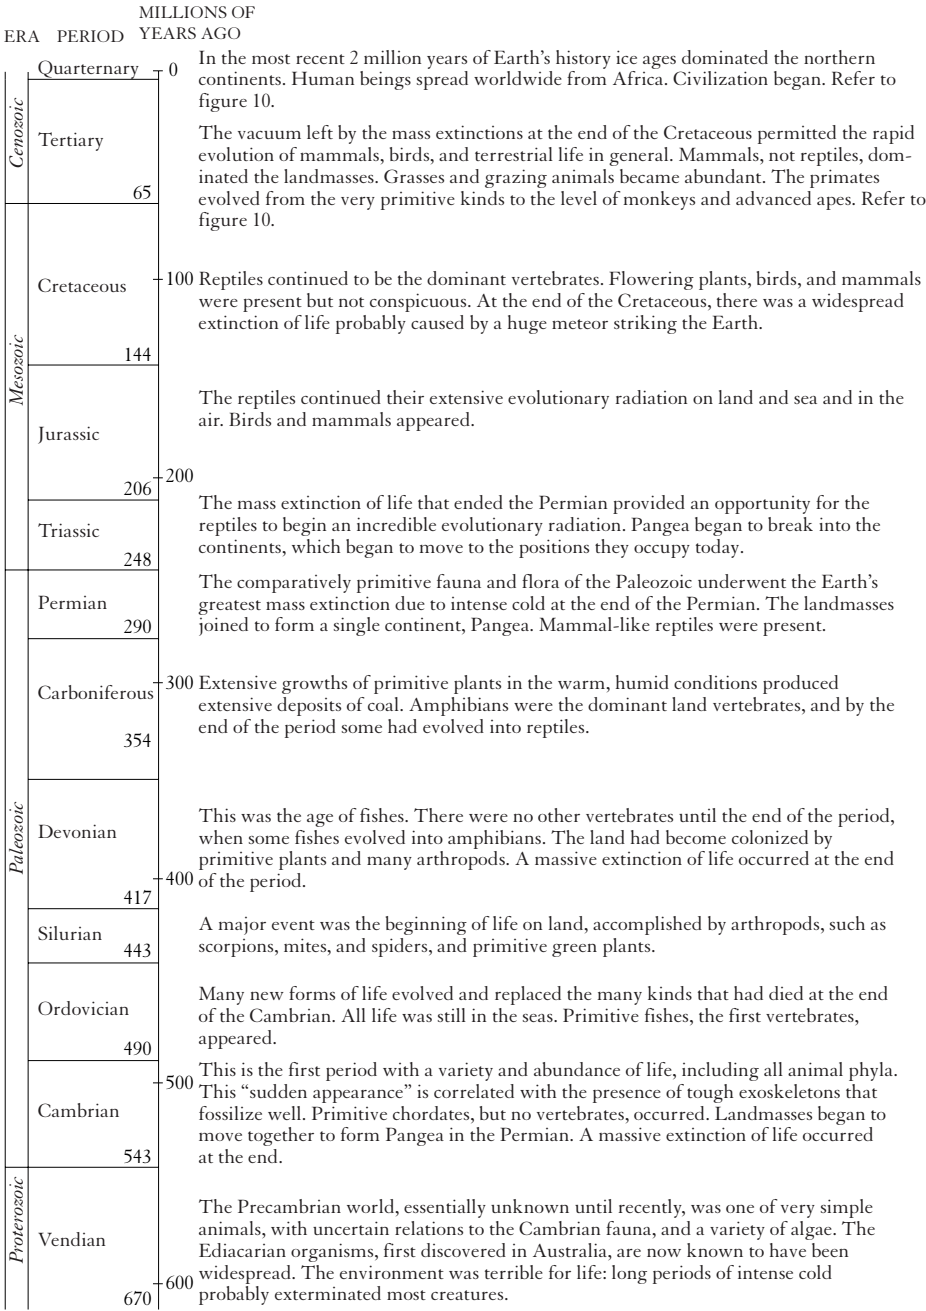 MILLIONS OF
ERA PERIOD YEARS AGO
Cenozoic
Quarternary 0
In the most recent 2 million years of Earth’s history ice ages dominated the northern
continents. Human beings spread worldwide from Africa. Civilization began. Refer to
figure 10.
Tertiary
65
The vacuum left by the mass extinctions at the end of the Cretaceous permitted the rapid
evolution of mammals, birds, and terrestrial life in general. Mammals, not reptiles, dom-
inated the landmasses. Grasses and grazing animals became abundant. The primates
evolved from the very primitive kinds to the level of monkeys and advanced apes. Refer to
figure 10.
Mesozoic
Cretaceous
144
100 Reptiles continued to be the dominant vertebrates. Flowering plants, birds, and mammals
were present but not conspicuous. At the end of the Cretaceous, there was a widespread
extinction of life probably caused by a huge meteor striking the Earth.
Jurassic
206
200
The reptiles continued their extensive evolutionary radiation on land and sea and in the
air. Birds and mammals appeared.
Triassic
248
The mass extinction of life that ended the Permian provided an opportunity for the
reptiles to begin an incredible evolutionary radiation. Pangea began to break into the
continents, which began to move to the positions they occupy today.
Paleozoic
Permian
290
The comparatively primitive fauna and flora of the Paleozoic underwent the Earth’s
greatest mass extinction due to intense cold at the end of the Permian. The landmasses
joined to form a single continent, Pangea. Mammal-like reptiles were present.
Carboniferous
354
300 Extensive growths of primitive plants in the warm, humid conditions produced
extensive deposits of coal. Amphibians were the dominant land vertebrates, and by the
end of the period some had evolved into reptiles.
Devonian
417
400
This was the age of fishes. There were no other vertebrates until the end of the period,
when some fishes evolved into amphibians. The land had become colonized by
primitive plants and many arthropods. A massive extinction of life occurred at the end
of the period.
Silurian
443
A major event was the beginning of life on land, accomplished by arthropods, such as
scorpions, mites, and spiders, and primitive green plants.
Ordovician
490
Many new forms of life evolved and replaced the many kinds that had died at the end
of the Cambrian. All life was still in the seas. Primitive fishes, the first vertebrates,
appeared.
Cambrian
543
500
This is the first period with a variety and abundance of life, including all animal phyla.
This “sudden appearance” is correlated with the presence of tough exoskeletons that
fossilize well. Primitive chordates, but no vertebrates, occurred. Landmasses began to
move together to form Pangea in the Permian. A massive extinction of life occurred
at the end.
Proterozoic
Vendian
670
600
The Precambrian world, essentially unknown until recently, was one of very simple
animals, with uncertain relations to the Cambrian fauna, and a variety of algae. The
Ediacarian organisms, first discovered in Australia, are now known to have been
widespread. The environment was terrible for life: long periods of intense cold
probably exterminated most creatures.